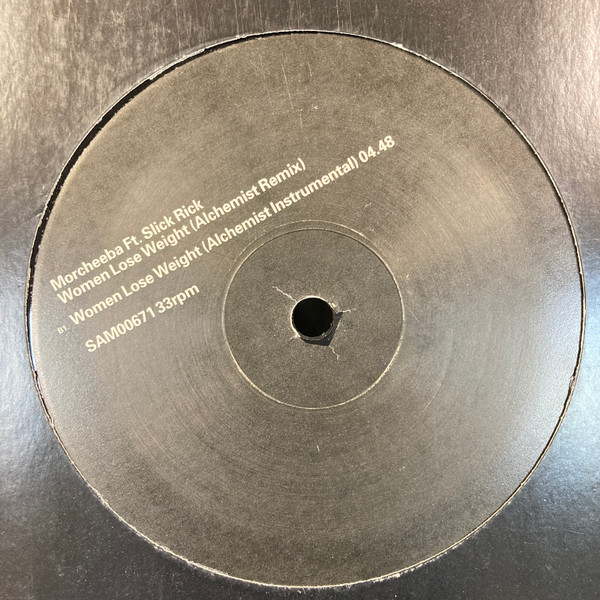 Morcheeba Ft. Slick Rick
Women Lose Weight (Alchemist Remix)
B1. Women Lose Weight (Alchemist Instrumental) 04.48
SAM00671 33rpm